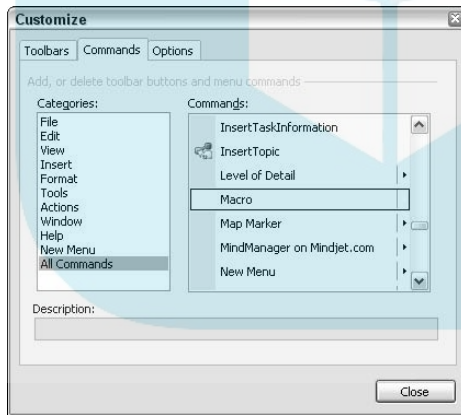 Customize
Toolbars Commands Options
Add, or delete toolbar buttons and menu commands
Categories:
File
Edit
View
Insert
Format
Tools
Actions
Window
Help
New Menu
All Commands
Commands:
InsertTaskInformation
InsertTopic
Level of Detail
Macro
Map Marker
MindManager on Mindjet.com
New Menu
Description:
Close